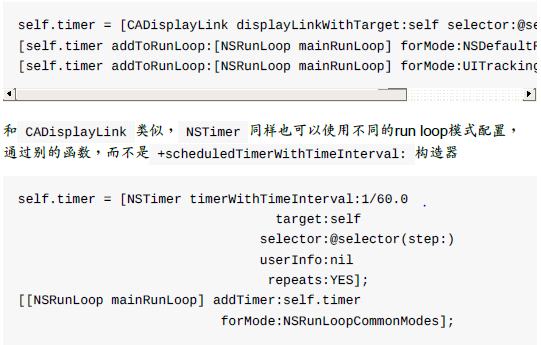 self.timer = [CADisplayLink displayLinkWithTarget:self selector:@se
[self.timer addToRunLoop:[NSRunLoop mainRunLoop] forMode:NSDefaultR
[self.timer addToRunLoop:[NSRunLoop mainRunLoop] forMode:UITracking
和 CADisplayLink 类似，NSTimer 同样也可以使用不同的run loop模式配置，
通过别的函数，而不是 +scheduledTimerWithTimeInterval: 构造器
self.timer = [NSTimer timerWithTimeInterval:1/60.0
target:self
selector:@selector(step:)
userInfo:nil
repeats:YES];
[[NSRunLoop mainRunLoop] addTimer:self.timer
forMode:NSRunLoopCommonModes];